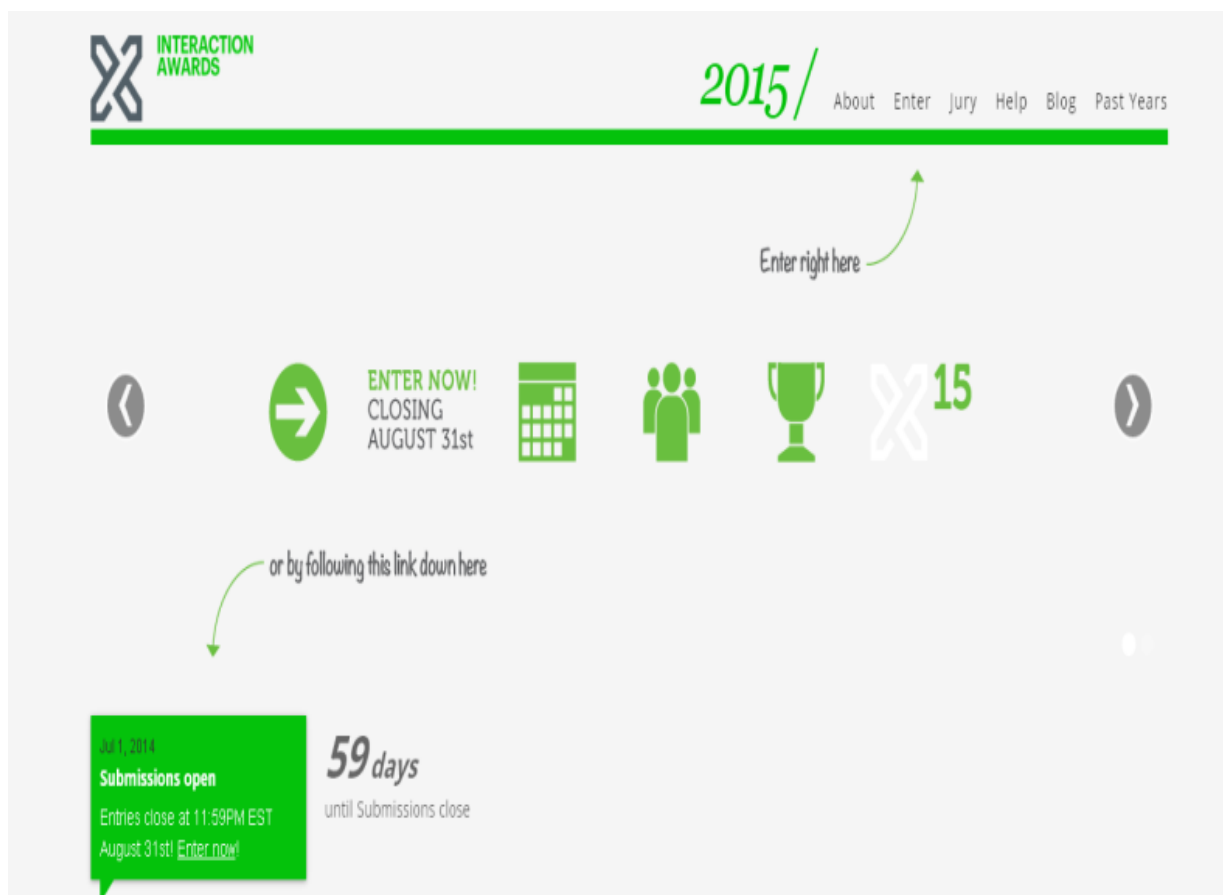 INTERACTION
AWARDS
2015/
About Enter Jury Help Blog Past Years
Enter right here
ENTER NOW!
CLOSING
AUGUST 31st
15
or by following this link down here
Jul 1, 2014
Submissions open
Entries close at 11:59PM EST
August 31st! Enter now!
59 days
until Submissions close